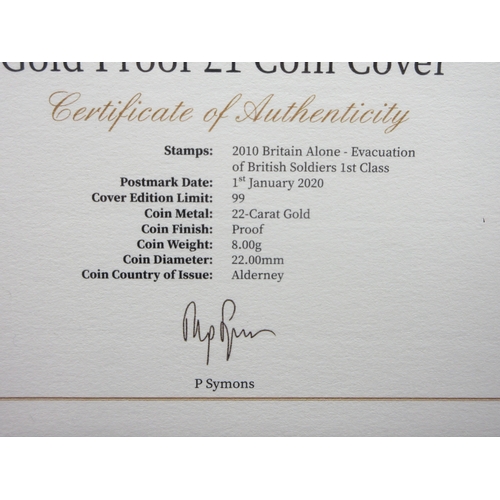 Gold Proof £1 Coin Cover
Certificate of Authenticity
Stamps: 2010 Britain Alone - Evacuation
of British Soldiers 1st Class
Postmark Date: 1st January 2020
Cover Edition Limit: 99
Coin Metal: 22-Carat Gold
Coin Finish: Proof
Coin Weight: 8.00g
Coin Diameter: 22.00mm
Coin Country of Issue: Alderney
P Symons